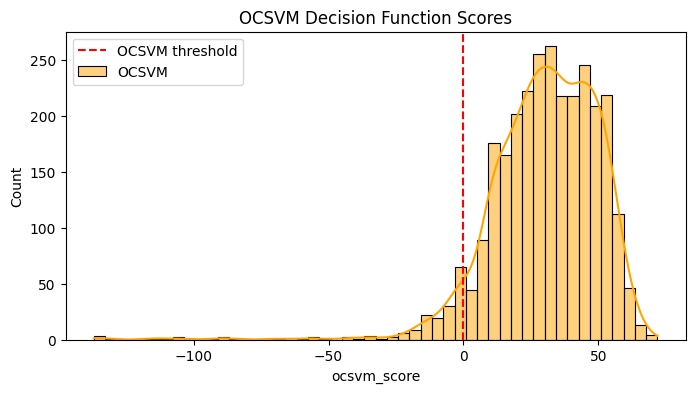 OCSVM Decision Function Scores
OCSVM threshold
OCSVM
250
200
150
100
50
0
Count
−100
−50
0
50
ocsvm_score